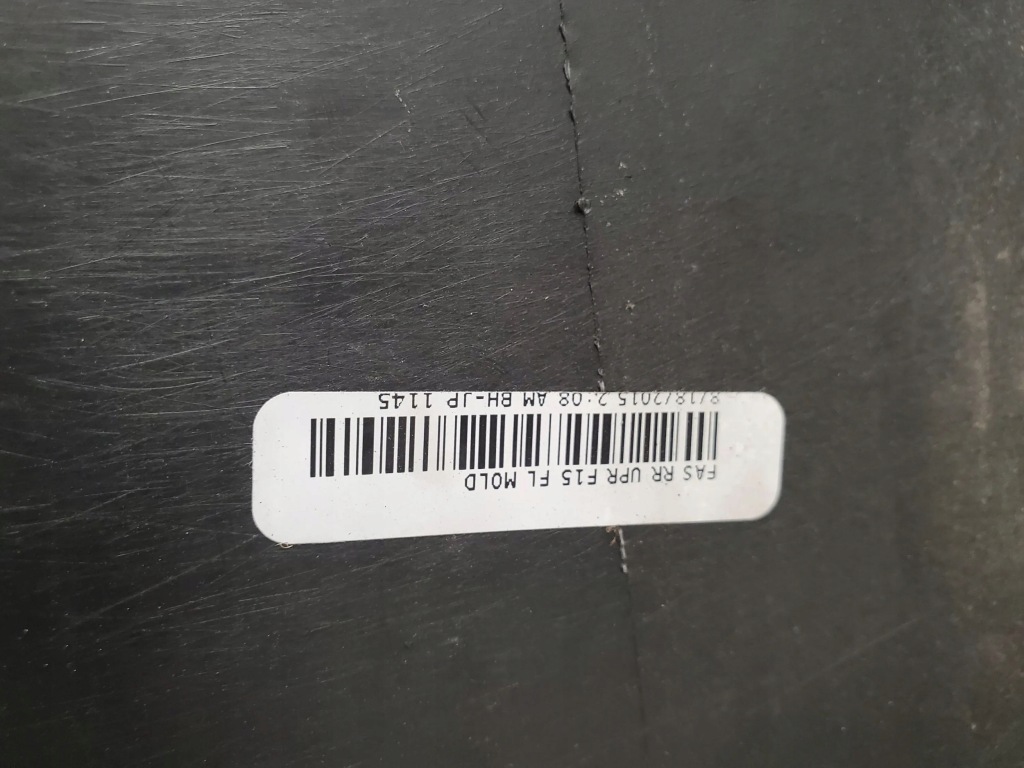 FAS RR UPR F15 FL MOLD
8/18/2015 2:08 AM BH-JP 1145